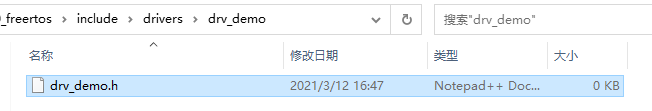 _freertos › include › drivers › drv_demo
搜索"drv_demo"
名称 修改日期 类型 大小
drv_demo.h 2021/3/12 16:47 Notepad++ Doc... 0 KB